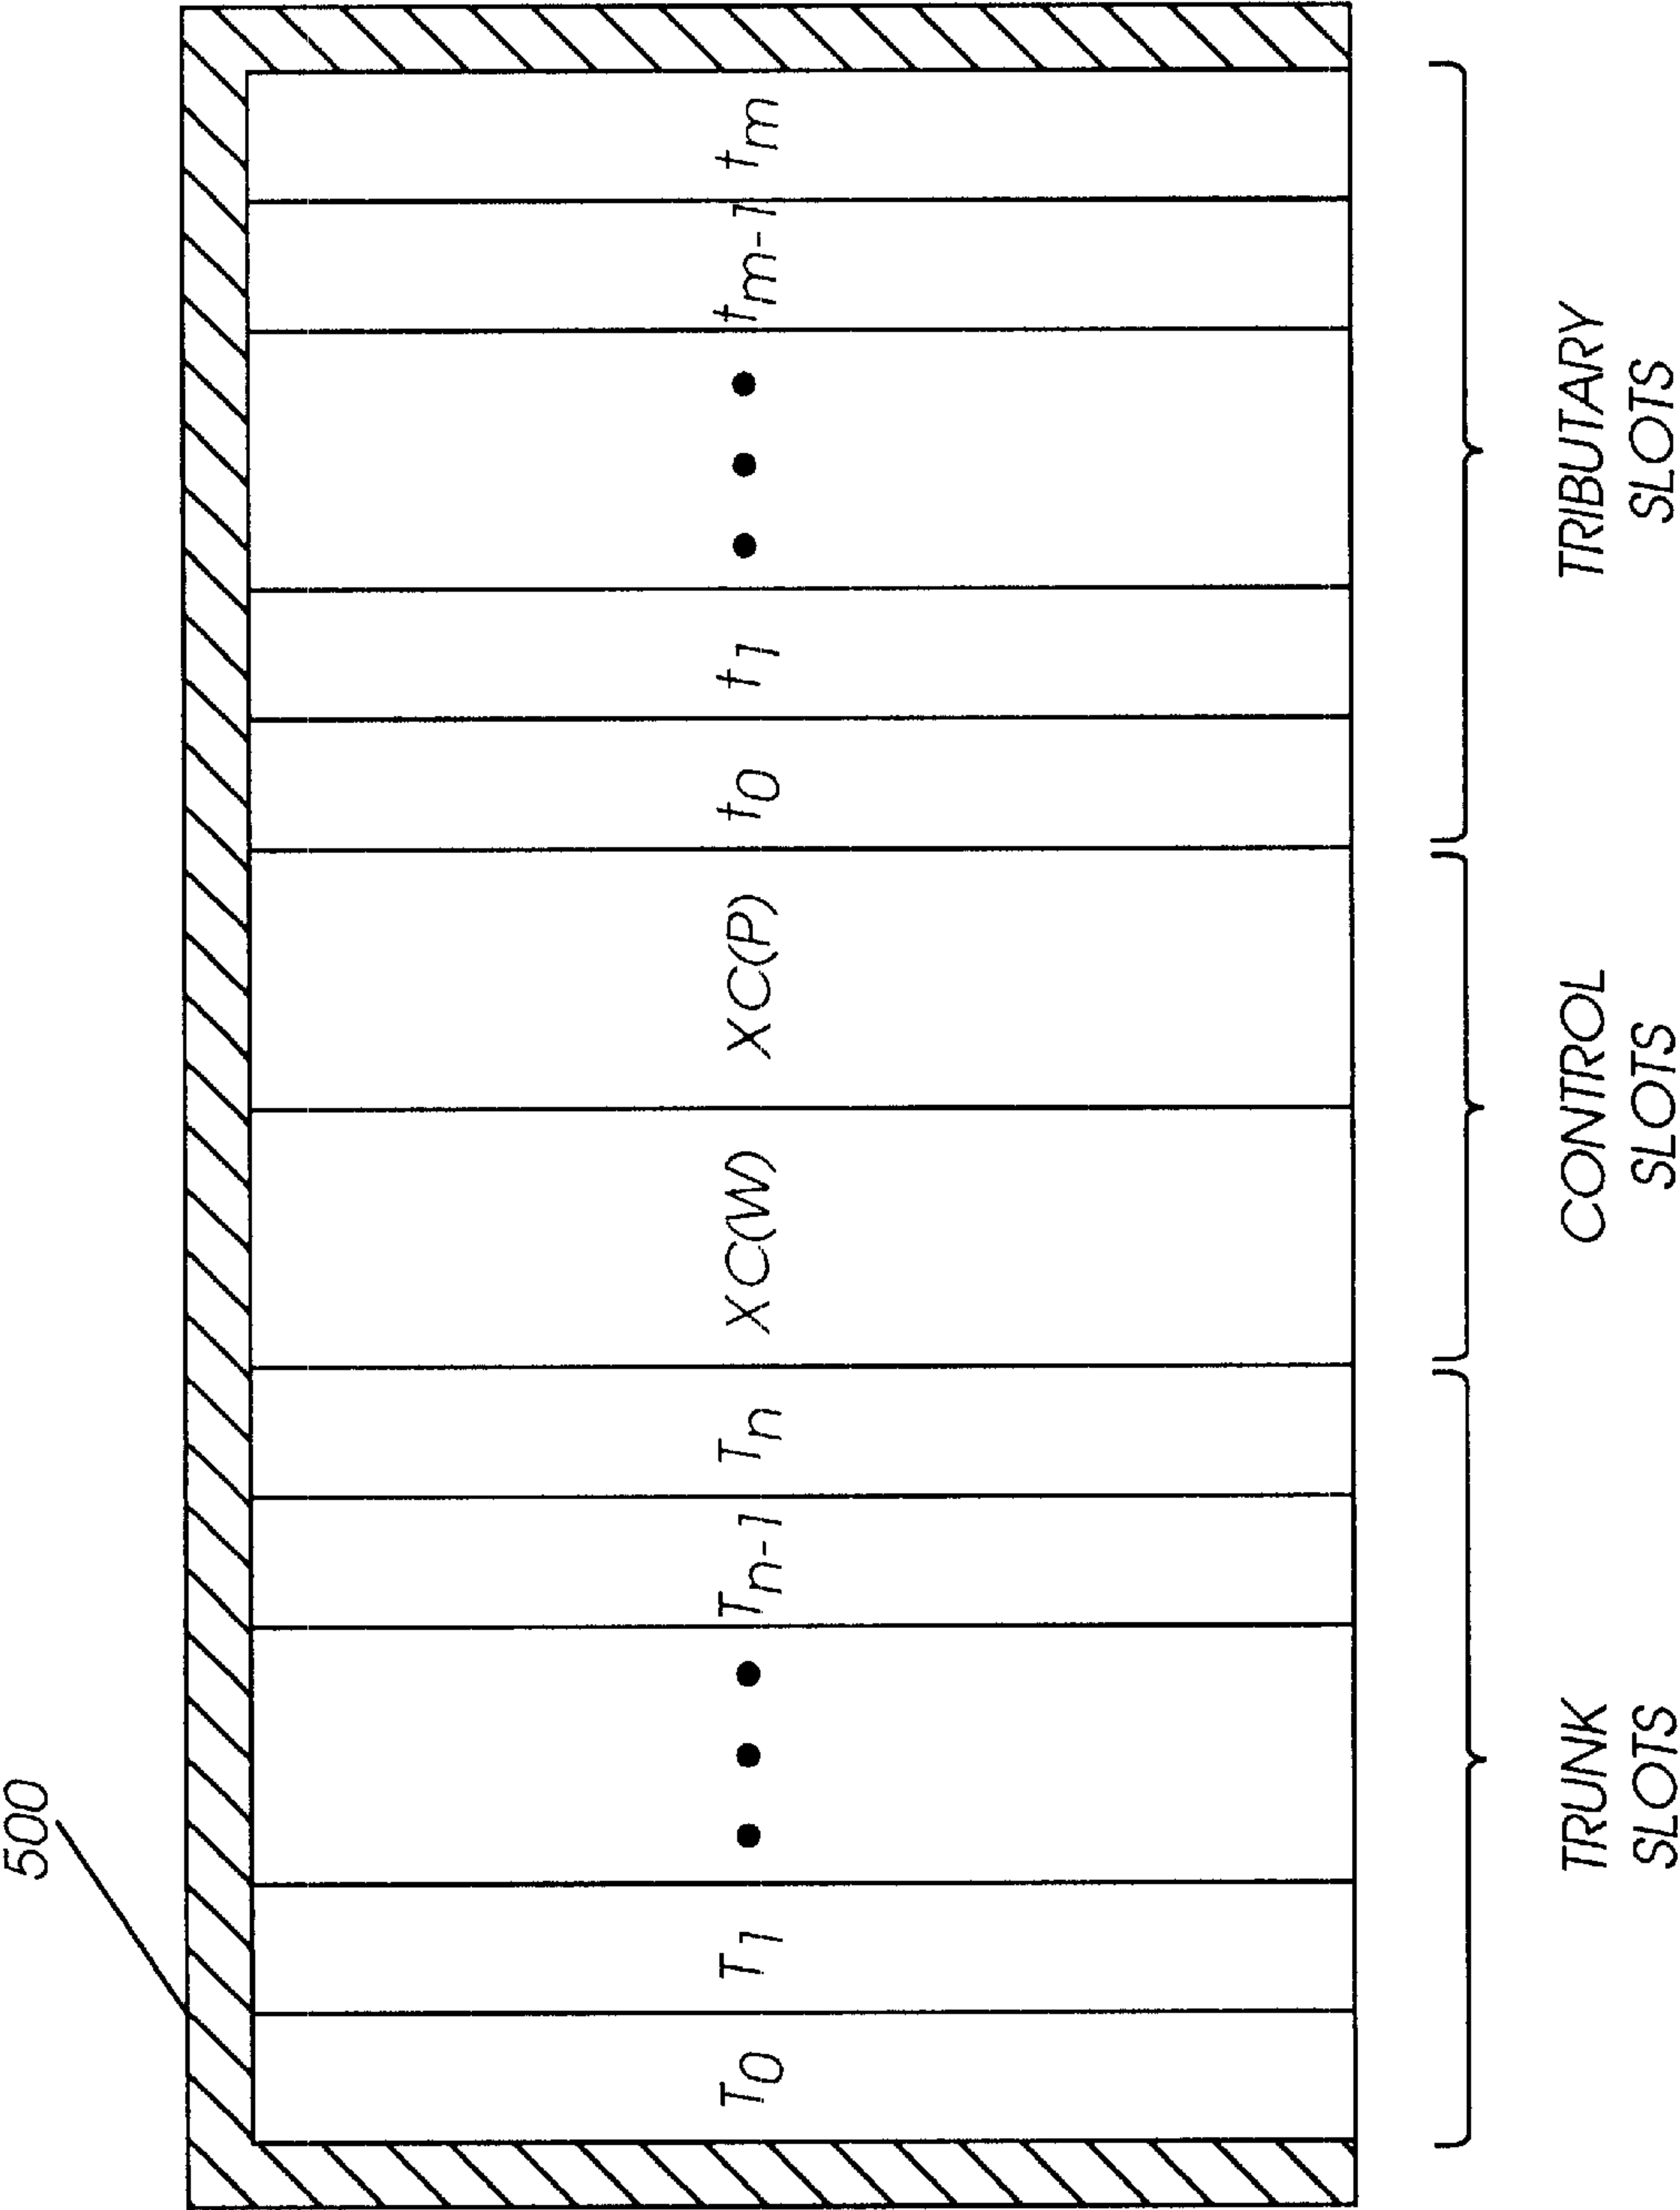 500
T0
T1
Tn-1
Tn
XC(W)
XC(P)
t0
t1
tm-1
tm
TRUNK
SLOTS
CONTROL
SLOTS
TRIBUTARY
SLOTS